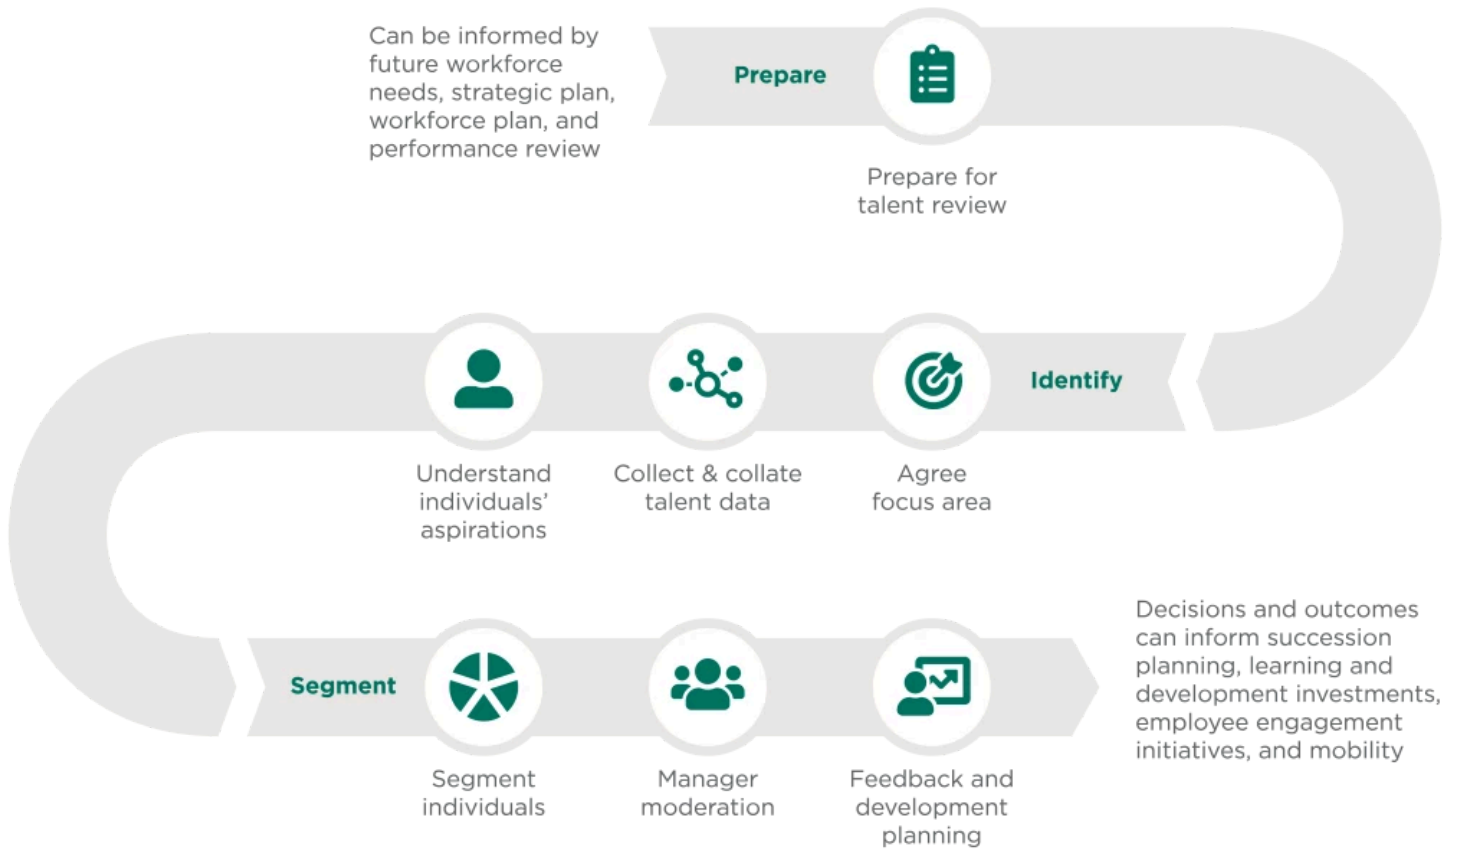 Can be informed by
future workforce
needs, strategic plan,
workforce plan, and
performance review
Prepare
Prepare for
talent review
Identify
Agree
focus area
Collect & collate
talent data
Understand
individuals’
aspirations
Segment
Segment
individuals
Manager
moderation
Feedback and
development
planning
Decisions and outcomes
can inform succession
planning, learning and
development investments,
employee engagement
initiatives, and mobility